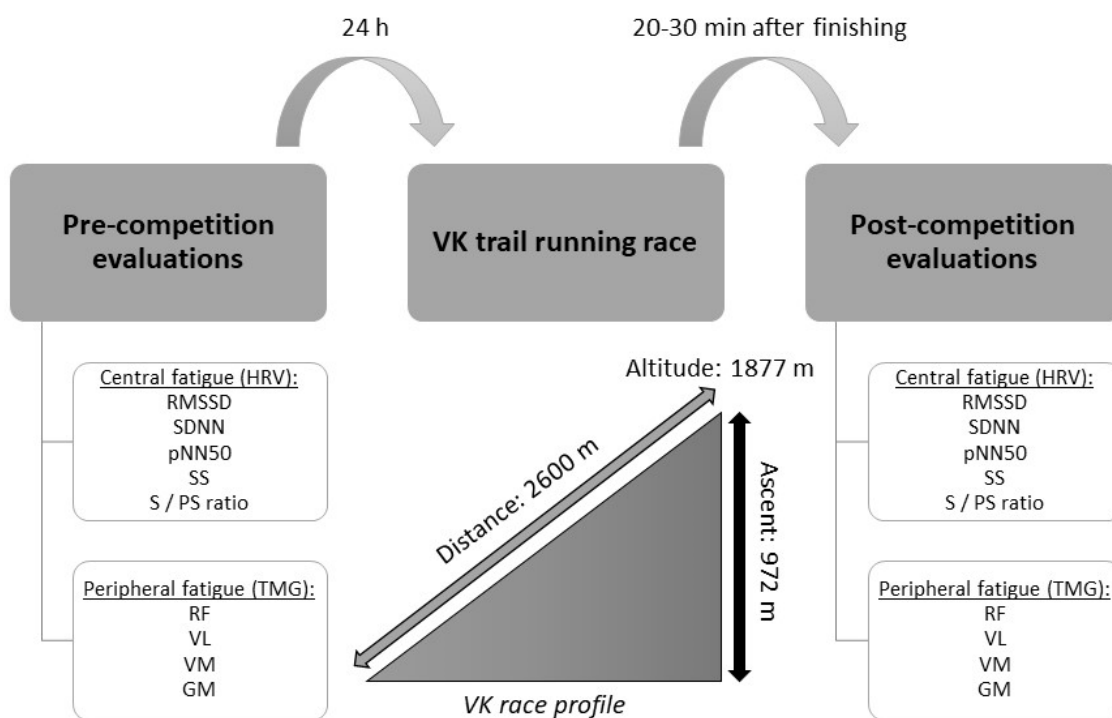 24 h
20-30 min after finishing
Pre-competition
evaluations
VK trail running race
Post-competition
evaluations
Central fatigue (HRV):
RMSSD
SDNN
pNN50
SS
S / PS ratio
Peripheral fatigue (TMG):
RF
VL
VM
GM
Altitude: 1877 m
Distance: 2600 m
Ascent: 972 m
VK race profile
Central fatigue (HRV):
RMSSD
SDNN
pNN50
SS
S / PS ratio
Peripheral fatigue (TMG):
RF
VL
VM
GM